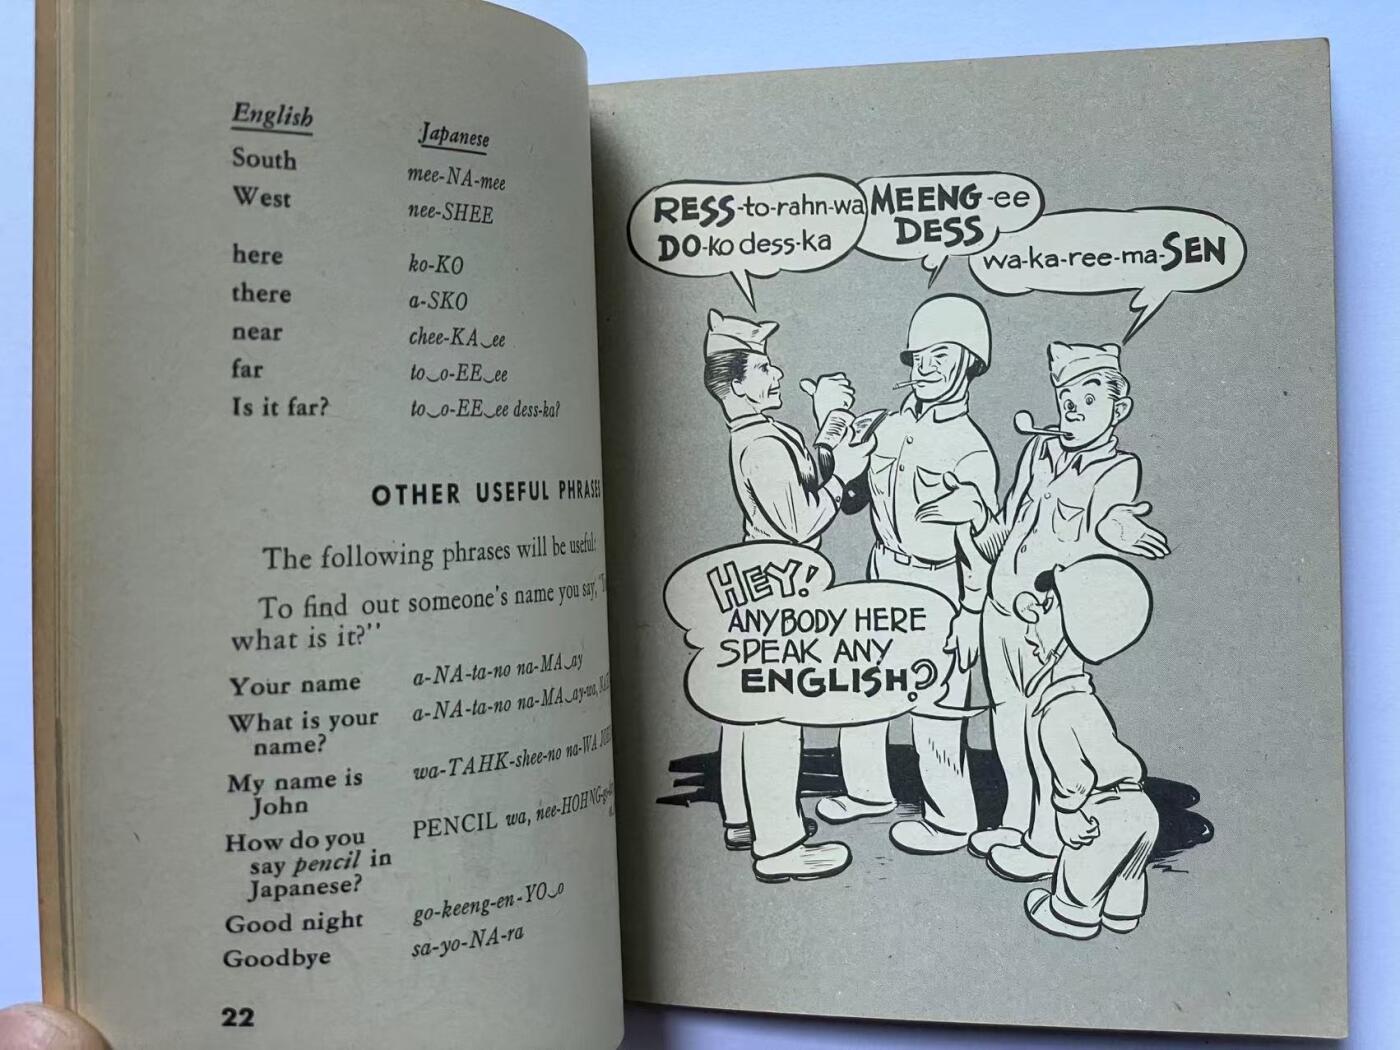 English Japanese
South mee-NA-mee
West nee-SHEE
here ko-KO
there a-SKO
near chee-KA‿ee
far to‿o-EE‿ee
Is it far? to‿o-EE‿ee dess-ka?
OTHER USEFUL PHRASES
The following phrases will be useful:
To find out someone's name you say,
what is it?"
Your name a-NA-ta-no na-MA‿ay
What is your a-NA-ta-no na-MA‿ay-wa,
name?
My name is wa-TAHK-shee-no na-WA
John
How do you PENCIL wa, nee-HOHNG-
say pencil in
Japanese?
Good night go-keeng-en-YO‿o
Goodbye sa-yo-NA-ra
22
RESS-to-rahn-wa
DO-ko dess-ka
MEENG-ee
DESS
wa-ka-ree-ma-SEN
HEY!
ANYBODY HERE
SPEAK ANY
ENGLISH?